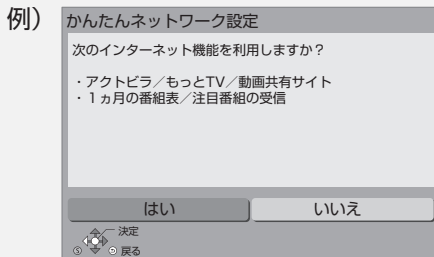 例)
かんたんネットワーク設定
次のインターネット機能を利用しますか？
・アクトビラ／もっとTV／動画共有サイト
・１ヵ月の番組表／注目番組の受信
はい いいえ
決定
S 戻る